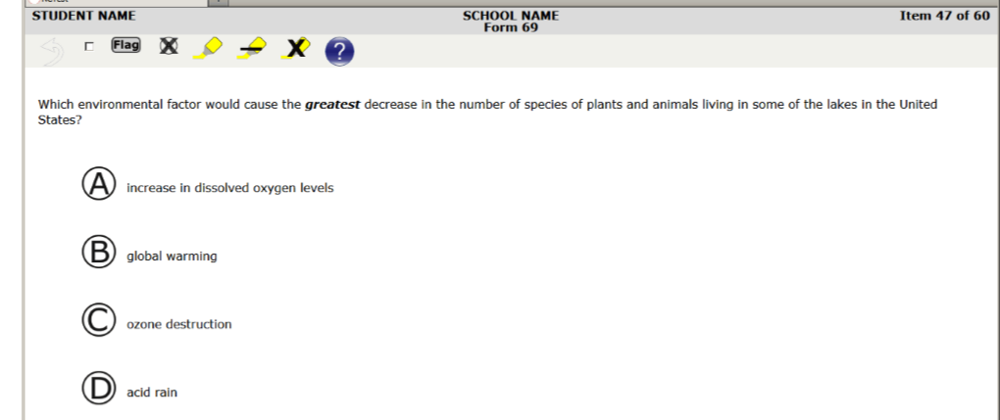 STUDENT NAME SCHOOL NAME Item 47 of 60
Form 69
Flag X X ?
Which environmental factor would cause the greatest decrease in the number of species of plants and animals living in some of the lakes in the United
States?
A increase in dissolved oxygen levels
B global warming
C ozone destruction
D acid rain